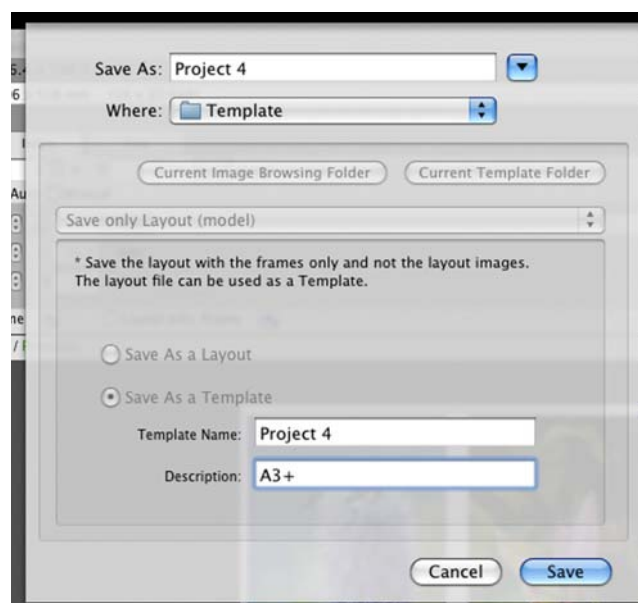 Save As: Project 4
Where: Template
Current Image Browsing Folder Current Template Folder
Save only Layout (model)
* Save the layout with the frames only and not the layout images.
The layout file can be used as a Template.
Save As a Layout
Save As a Template
Template Name: Project 4
Description: A3+
Cancel Save